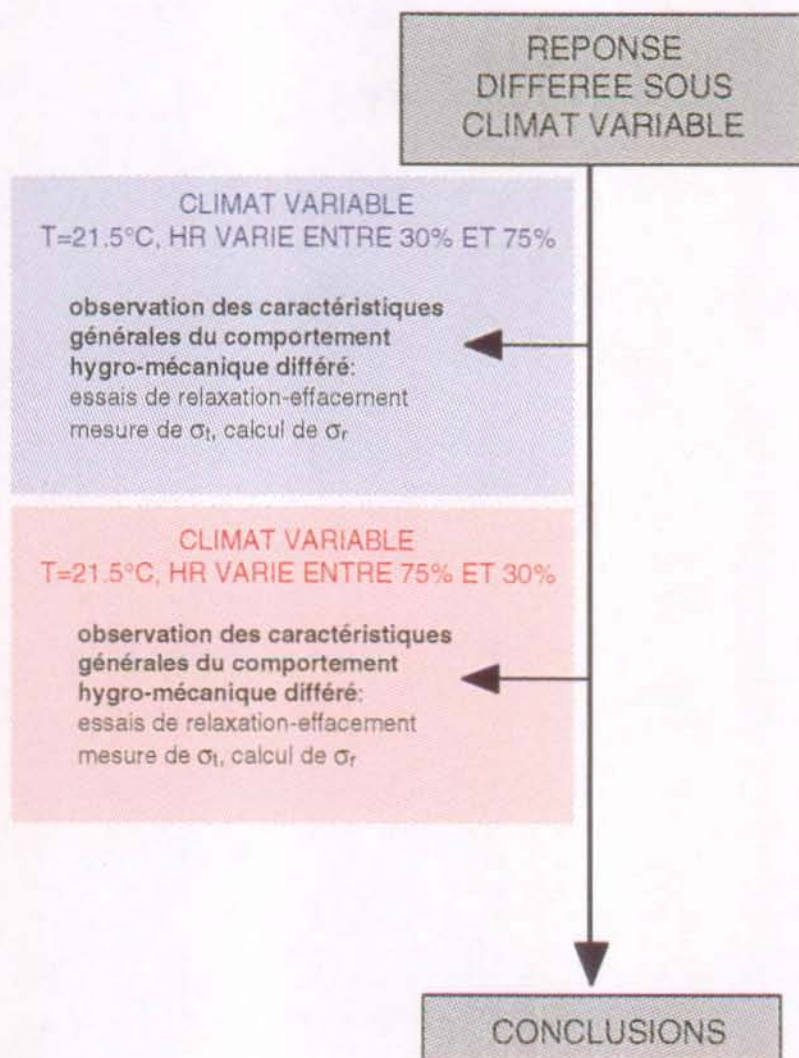 REPONSE
DIFFEREE SOUS
CLIMAT VARIABLE
CLIMAT VARIABLE
T=21.5°C, HR VARIE ENTRE 30% ET 75%
observation des caractéristiques
générales du comportement
hygro-mécanique différé:
essais de relaxation-effacement
mesure de σt, calcul de σr
CLIMAT VARIABLE
T=21.5°C, HR VARIE ENTRE 75% ET 30%
observation des caractéristiques
générales du comportement
hygro-mécanique différé:
essais de relaxation-effacement
mesure de σt, calcul de σr
CONCLUSIONS